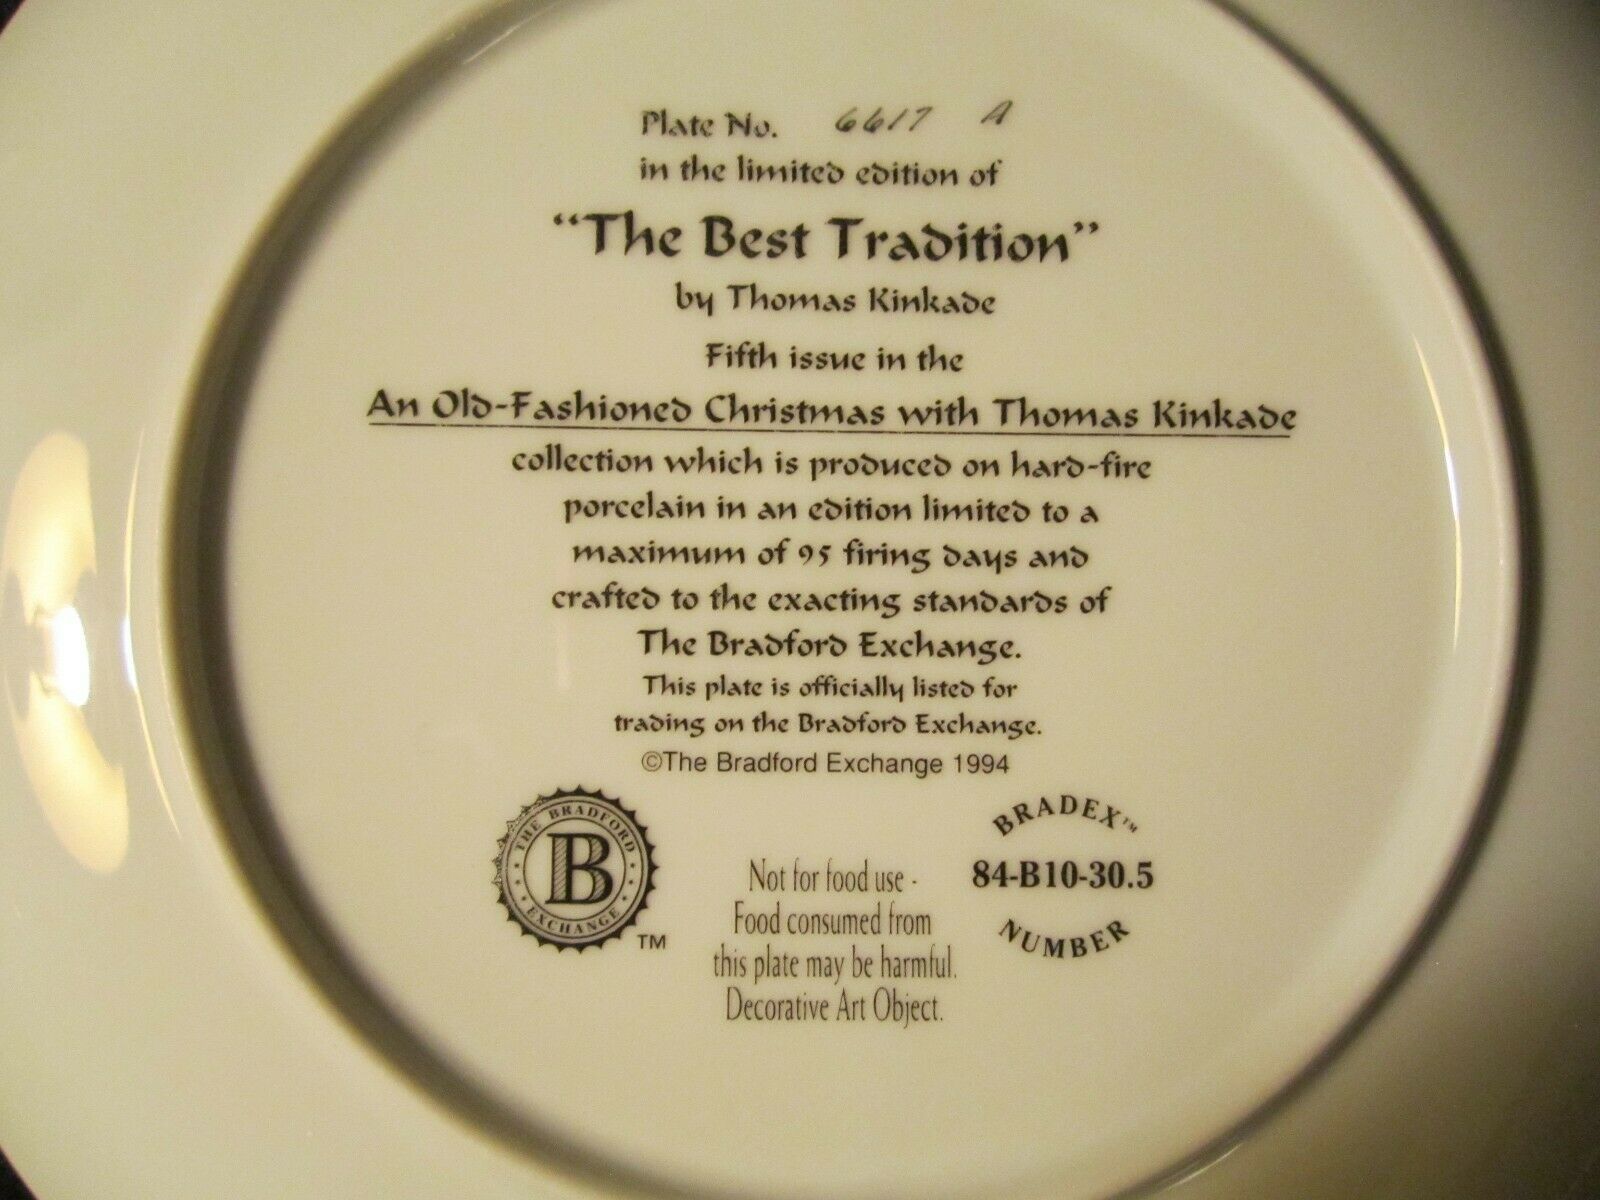 Plate No. 6617 A
in the limited edition of
“The Best Tradition”
by Thomas Kinkade
Fifth issue in the
An Old-Fashioned Christmas with Thomas Kinkade
collection which is produced on hard-fire
porcelain in an edition limited to a
maximum of 95 firing days and
crafted to the exacting standards of
The Bradford Exchange.
This plate is officially listed for
trading on the Bradford Exchange.
©The Bradford Exchange 1994
THE BRADFORD
B
EXCHANGE
TM
Not for food use -
Food consumed from
this plate may be harmful.
Decorative Art Object.
BRADEX™
84-B10-30.5
NUMBER